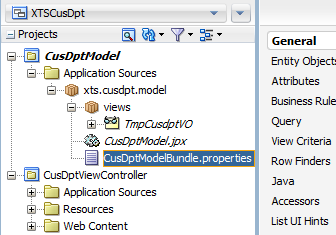 XTSCusDpt
Projects
CusDptModel
Application Sources
xts.cusdpt.model
views
TmpCusdptVO
CusDptModel.jpx
CusDptModelBundle.properties
CusDptViewController
Application Sources
Resources
Web Content
General
Entity Objects
Attributes
Business Rule
Query
View Criteria
Row Finders
Java
Accessors
List UI Hints